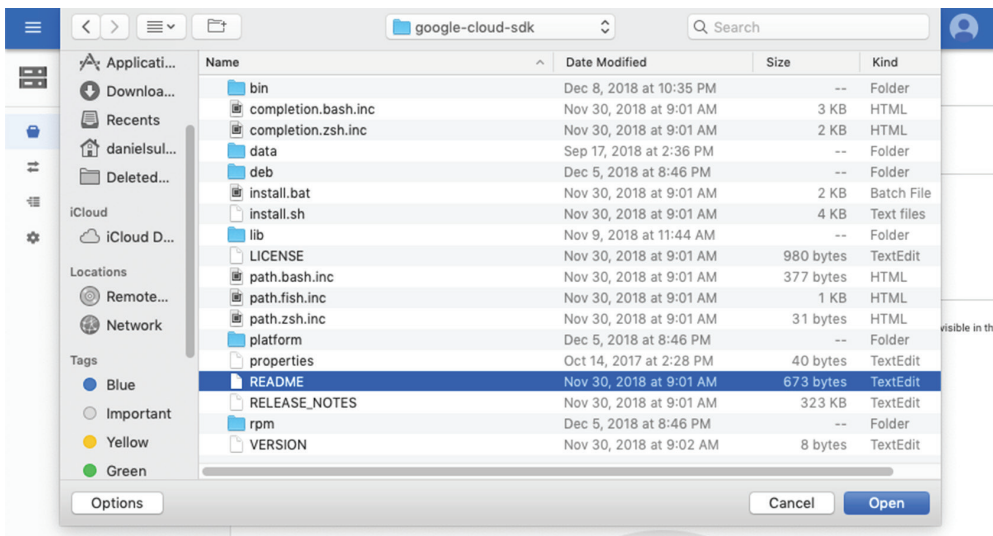 google-cloud-sdk Search
Applicati...
Downloa...
Recents
danielsul...
Deleted...
iCloud
iCloud D...
Locations
Remote...
Network
Tags
Blue
Important
Yellow
Green
Name Date Modified Size Kind
bin Dec 8, 2018 at 10:35 PM -- Folder
completion.bash.inc Nov 30, 2018 at 9:01 AM 3 KB HTML
completion.zsh.inc Nov 30, 2018 at 9:01 AM 2 KB HTML
data Sep 17, 2018 at 2:36 PM -- Folder
deb Dec 5, 2018 at 8:46 PM -- Folder
install.bat Nov 30, 2018 at 9:01 AM 2 KB Batch File
install.sh Nov 30, 2018 at 9:01 AM 4 KB Text files
lib Nov 9, 2018 at 11:44 AM -- Folder
LICENSE Nov 30, 2018 at 9:01 AM 980 bytes TextEdit
path.bash.inc Nov 30, 2018 at 9:01 AM 377 bytes HTML
path.fish.inc Nov 30, 2018 at 9:01 AM 1 KB HTML
path.zsh.inc Nov 30, 2018 at 9:01 AM 31 bytes HTML
platform Dec 5, 2018 at 8:46 PM -- Folder
properties Oct 14, 2017 at 2:28 PM 40 bytes TextEdit
README Nov 30, 2018 at 9:01 AM 673 bytes TextEdit
RELEASE_NOTES Nov 30, 2018 at 9:01 AM 323 KB TextEdit
rpm Dec 5, 2018 at 8:46 PM -- Folder
VERSION Nov 30, 2018 at 9:02 AM 8 bytes TextEdit
visible in th
Options Cancel Open